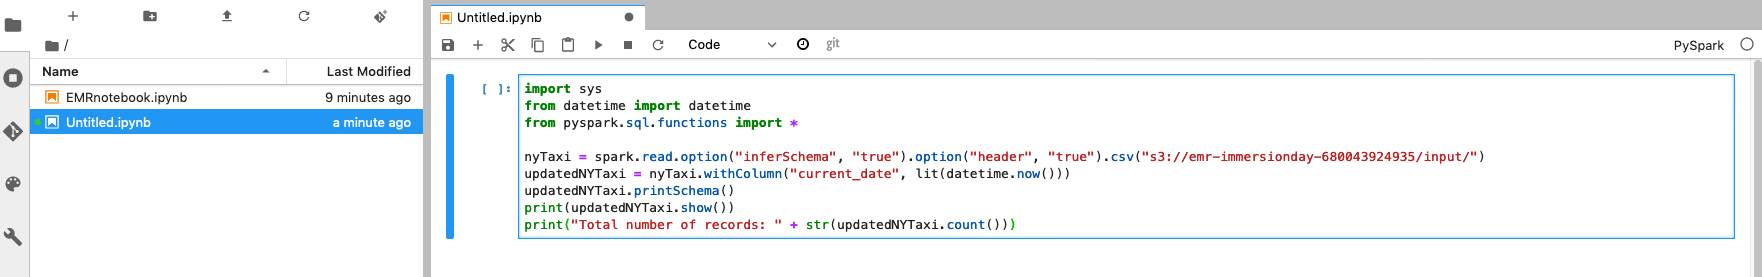 /
Name
Last Modified
EMRnotebook.ipynb
9 minutes ago
Untitled.ipynb
a minute ago
Untitled.ipynb
Code
git
PySpark
[ ]:
import sys
from datetime import datetime
from pyspark.sql.functions import *
nyTaxi = spark.read.option("inferSchema", "true").option("header", "true").csv("s3://emr-immersionday-680043924935/input/")
updatedNYTaxi = nyTaxi.withColumn("current_date", lit(datetime.now()))
updatedNYTaxi.printSchema()
print(updatedNYTaxi.show())
print("Total number of records: " + str(updatedNYTaxi.count()))